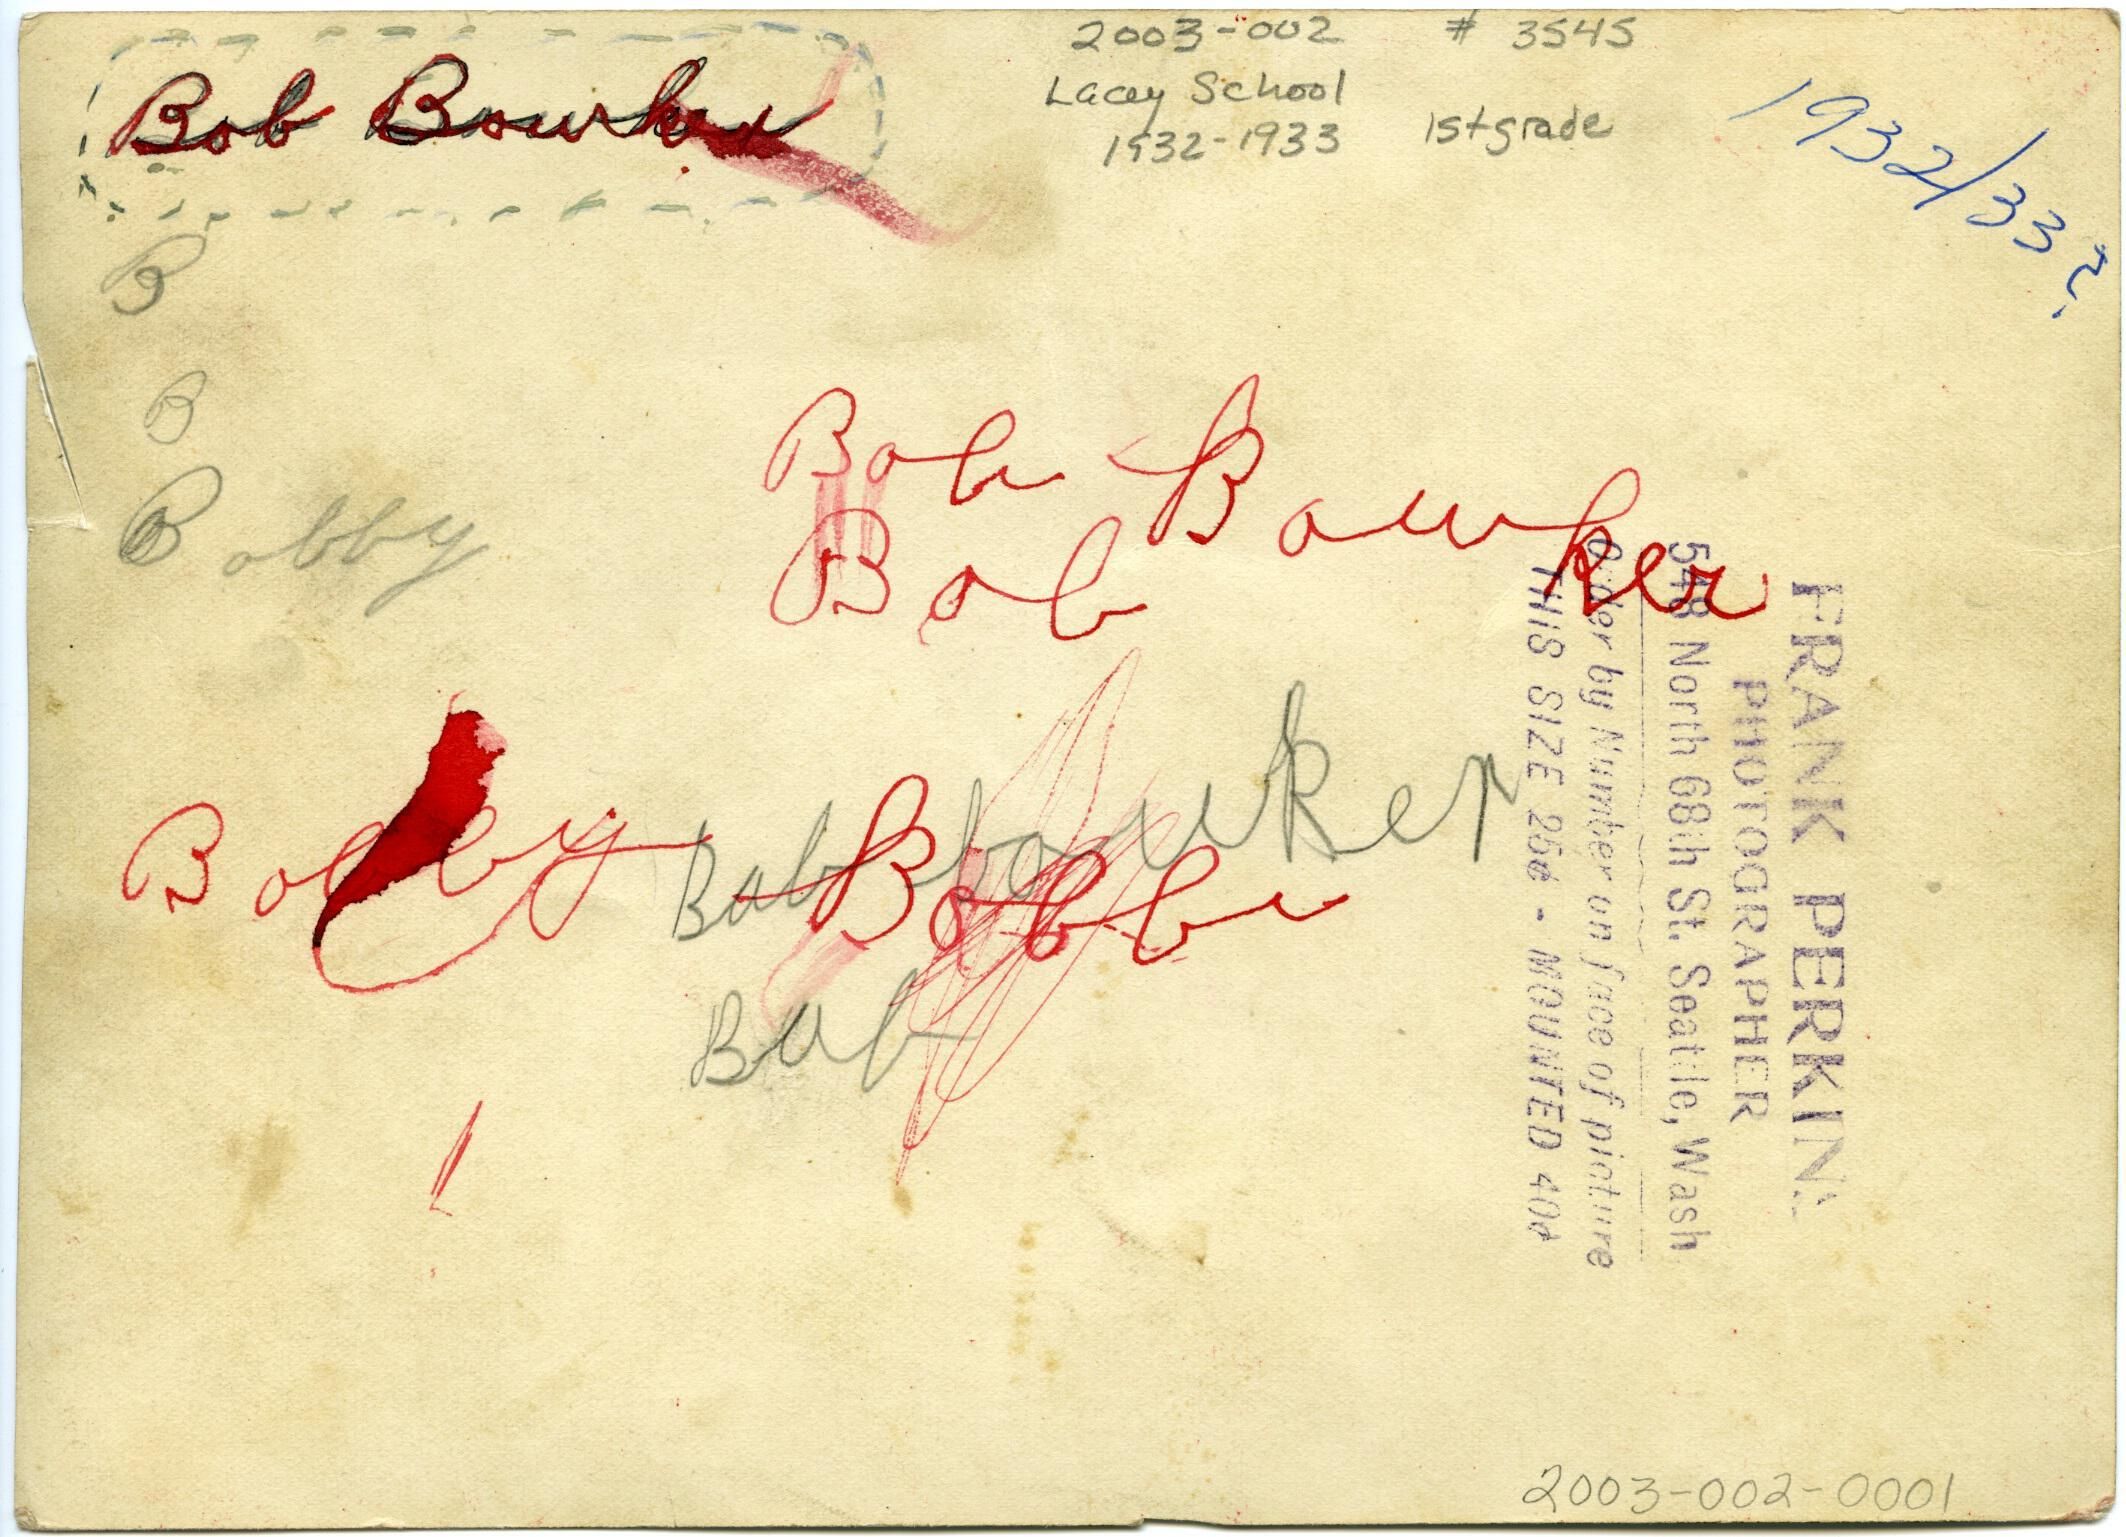 Bob Bowker
2003-002 # 3545
Lacey School
1932-1933 1st grade
1932/33?
B
B
Bobby
Bob Bowker
Bob
Bobby
Bob bowker
Bobb
Bob
FRANK PERKINS
PHOTOGRAPHER
548 North 68th St. Seattle, Wash
Order by Number on face of picture
THIS SIZE 25¢ - MOUNTED 40¢
2003-002-0001